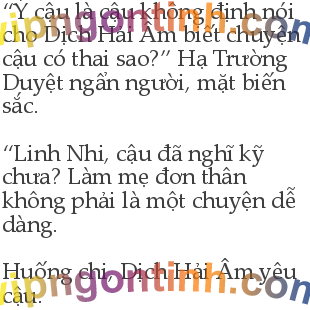 “Ý cậu là cậu không định nói
cho Dịch Hải Âm biết chuyện
cậu có thai sao?” Hạ Trường
Duyệt ngẩn người, mặt biến
sắc.
“Linh Nhi, cậu đã nghĩ kỹ
chưa? Làm mẹ đơn thân
không phải là một chuyện dễ
dàng.
Huống chi, Dịch Hải Âm yêu
cậu.
vipngontinh.com
vipngontinh.com